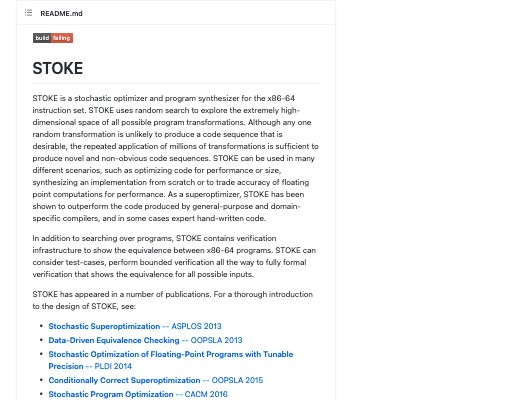 README.md
build failing
STOKE
STOKE is a stochastic optimizer and program synthesizer for the x86-64
instruction set. STOKE uses random search to explore the extremely high-
dimensional space of all possible program transformations. Although any one
random transformation is unlikely to produce a code sequence that is
desirable, the repeated application of millions of transformations is sufficient to
produce novel and non-obvious code sequences. STOKE can be used in many
different scenarios, such as optimizing code for performance or size,
synthesizing an implementation from scratch or to trade accuracy of floating
point computations for performance. As a superoptimizer, STOKE has been
shown to outperform the code produced by general-purpose and domain-
specific compilers, and in some cases expert hand-written code.
In addition to searching over programs, STOKE contains verification
infrastructure to show the equivalence between x86-64 programs. STOKE can
consider test-cases, perform bounded verification all the way to fully formal
verification that shows the equivalence for all possible inputs.
STOKE has appeared in a number of publications. For a thorough introduction
to the design of STOKE, see:
• Stochastic Superoptimization -- ASPLOS 2013
• Data-Driven Equivalence Checking -- OOPSLA 2013
• Stochastic Optimization of Floating-Point Programs with Tunable
Precision -- PLDI 2014
• Conditionally Correct Superoptimization -- OOPSLA 2015
• Stochastic Program Optimization -- CACM 2016